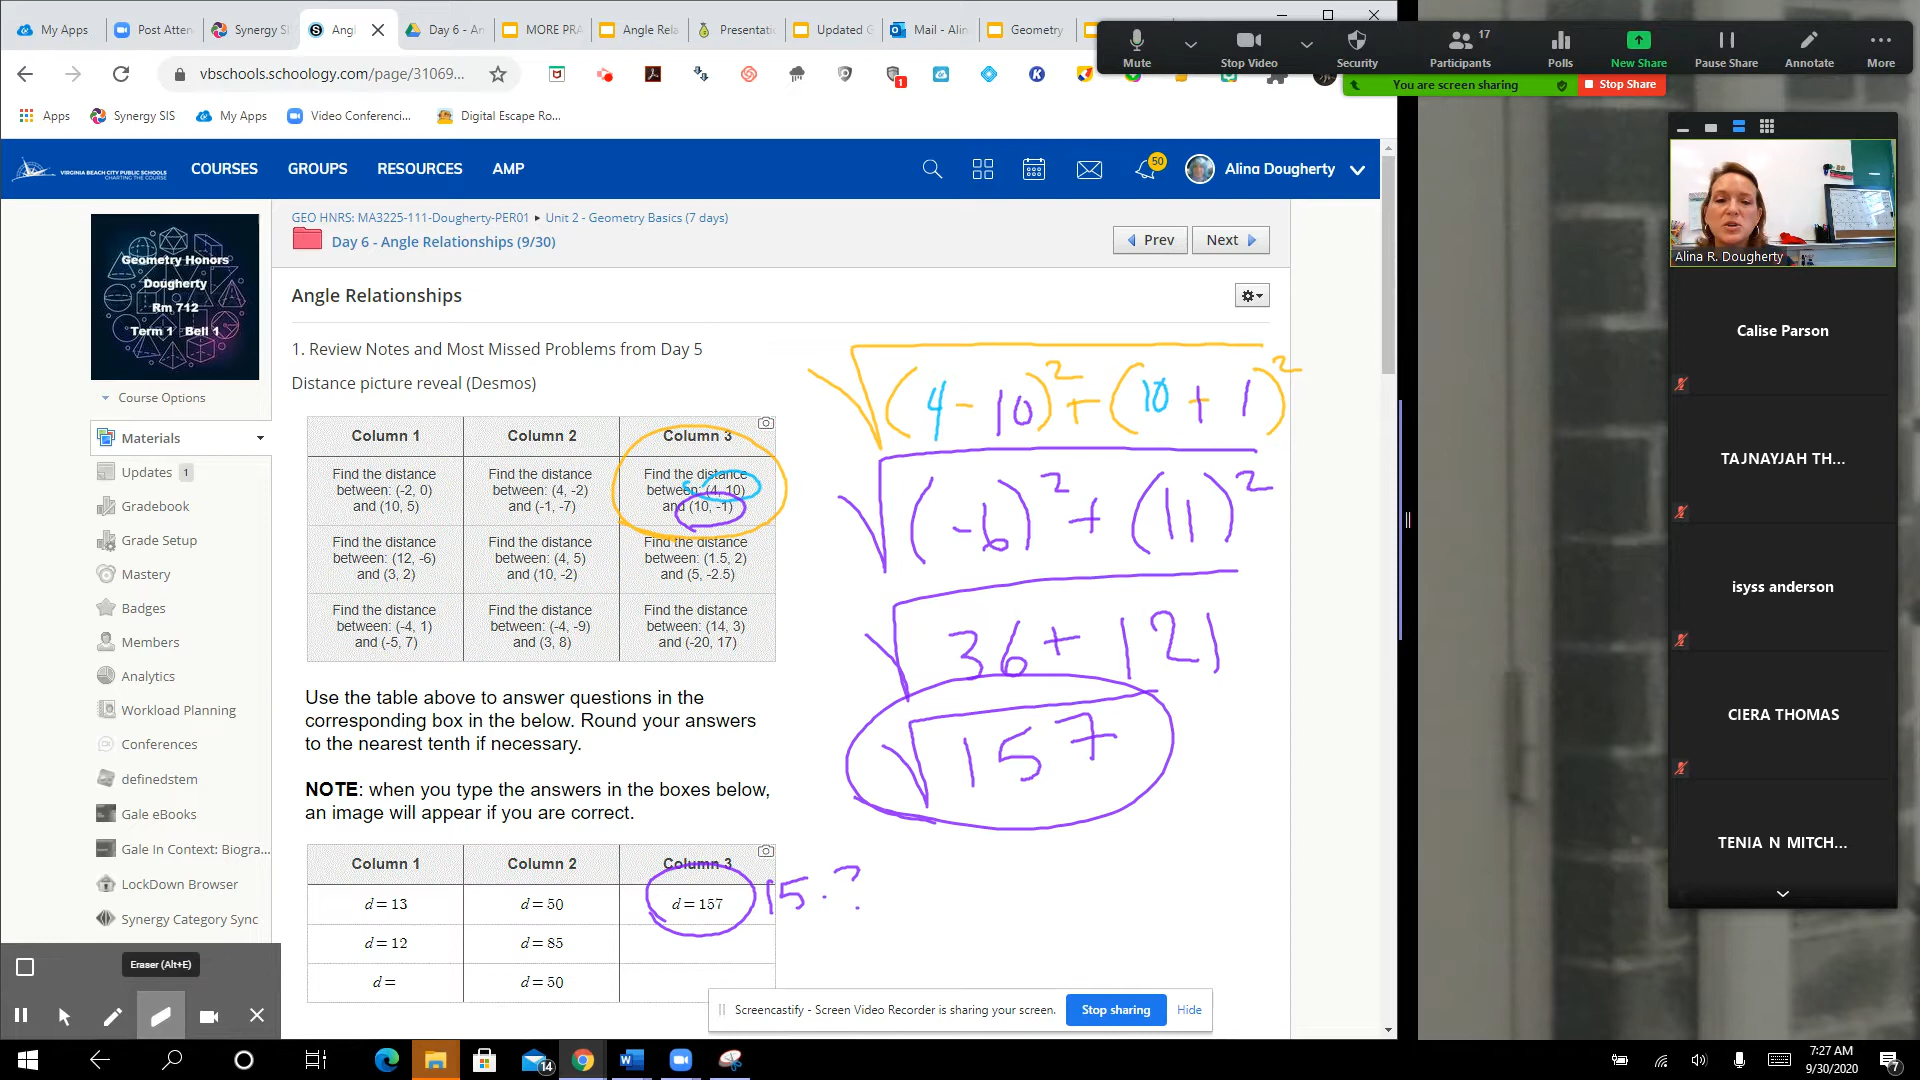 My Apps
Post Atten
Synergy SI
Angl
Day 6 - An
MORE PRA
Angle Rela
Presentati
Updated G
Mail - Alin
Geometry
Mute
Stop Video
Security
17
Participants
Polls
New Share
Pause Share
Annotate
More
You are screen sharing
Stop Share
vbschools.schoology.com/page/31069...
1
Apps
Synergy SIS
My Apps
Video Conferenci...
Digital Escape Ro...
VIRGINIA BEACH CITY PUBLIC SCHOOLS
CHARTING THE COURSE
COURSES
GROUPS
RESOURCES
AMP
50
Alina Dougherty
Alina R. Dougherty
Geometry Honors
Dougherty
Rm 712
Term 1 Bell 1
GEO HNRS: MA3225-111-Dougherty-PER01 ▸ Unit 2 - Geometry Basics (7 days)
Day 6 - Angle Relationships (9/30)
Prev
Next
Angle Relationships
Course Options
Materials
Updates 1
Gradebook
Grade Setup
Mastery
Badges
Members
Analytics
Workload Planning
Conferences
definedstem
Gale eBooks
Gale In Context: Biogra...
LockDown Browser
Synergy Category Sync
1. Review Notes and Most Missed Problems from Day 5
Distance picture reveal (Desmos)
Column 1 Column 2 Column 3
Find the distance Find the distance Find the distance
between: (-2, 0) between: (4, -2) between: (4, 10)
and (10, 5) and (-1, -7) and (10, -1)
Find the distance Find the distance Find the distance
between: (12, -6) between: (4, 5) between: (1.5, 2)
and (3, 2) and (10, -2) and (5, -2.5)
Find the distance Find the distance Find the distance
between: (-4, 1) between: (-4, -9) between: (14, 3)
and (-5, 7) and (3, 8) and (-20, 17)
√(4 - 10)² + (10 + 1)²
√(-6)² + (11)²
√36 + 121
√157
Use the table above to answer questions in the
corresponding box in the below. Round your answers
to the nearest tenth if necessary.
NOTE: when you type the answers in the boxes below,
an image will appear if you are correct.
Column 1 Column 2 Column 3
d = 13 d = 50 d = 157 15.?
d = 12 d = 85
d = d = 50
Calise Parson
TAJNAYJAH TH...
isyss anderson
CIERA THOMAS
TENIA N MITCH...
Eraser (Alt+E)
Screencastify - Screen Video Recorder is sharing your screen.
Stop sharing
Hide
14
7:27 AM
9/30/2020
7